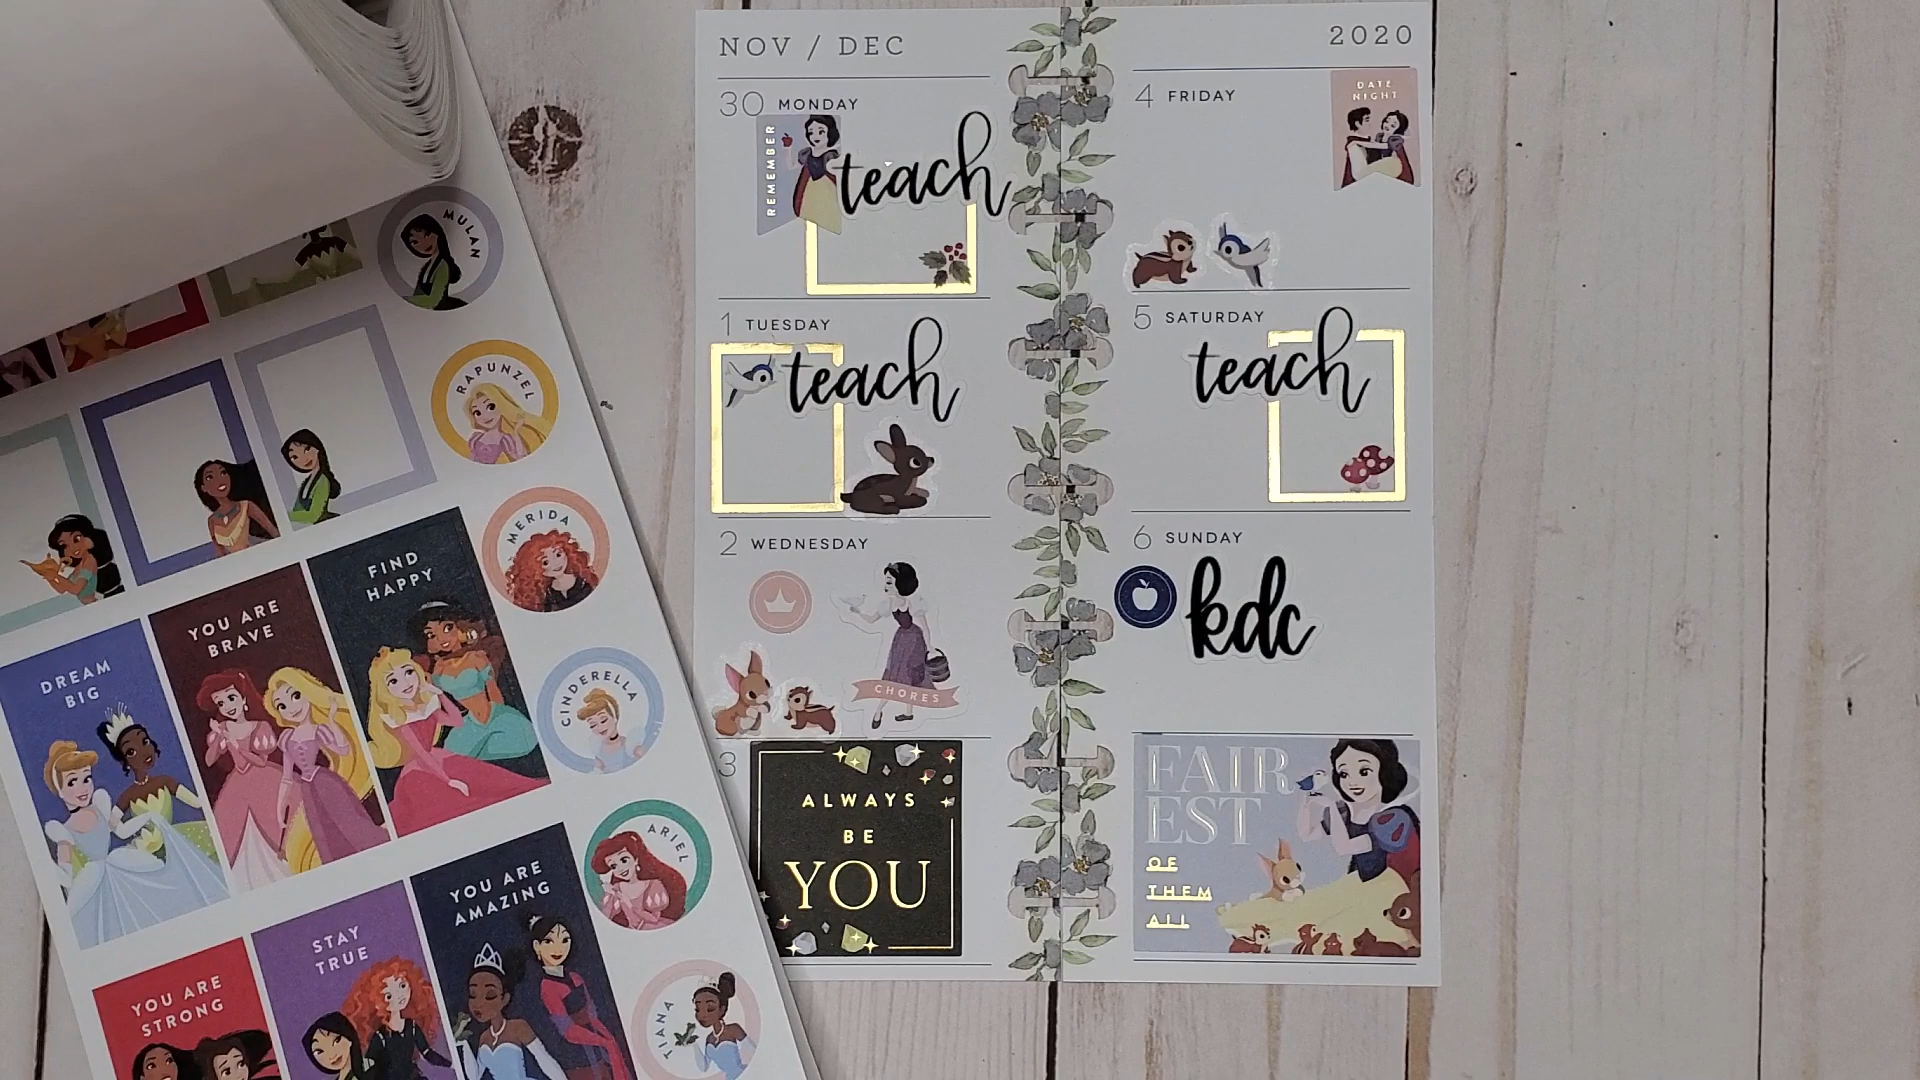 NOV / DEC
2020
30 MONDAY
REMEMBER
teach
1 TUESDAY
teach
2 WEDNESDAY
CHORES
3
ALWAYS
BE
YOU
4 FRIDAY
DATE
NIGHT
5 SATURDAY
teach
6 SUNDAY
kdc
FAIR
EST
OF
THEM
ALL
MULAN
RAPUNZEL
MERIDA
CINDERELLA
ARIEL
TIANA
DREAM
BIG
YOU ARE
BRAVE
FIND
HAPPY
YOU ARE
STRONG
STAY
TRUE
YOU ARE
AMAZING